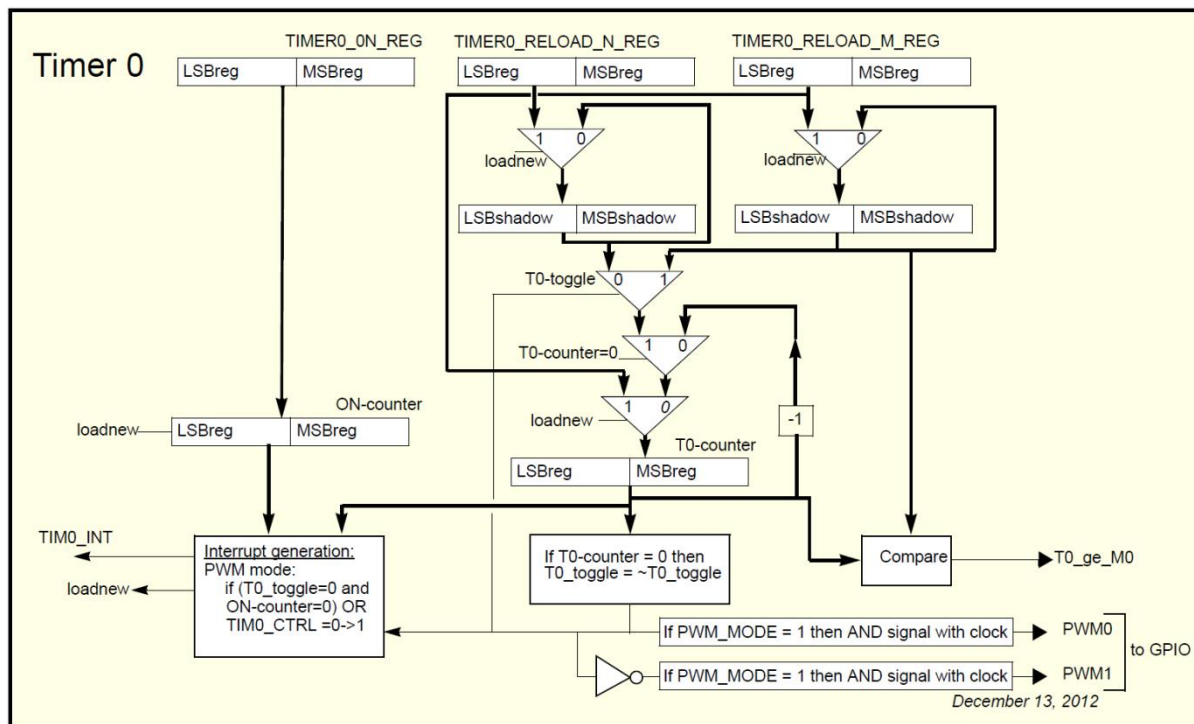 Timer 0
TIMER0_0N_REG
TIMER0_RELOAD_N_REG
TIMER0_RELOAD_M_REG
LSBreg MSBreg
LSBreg MSBreg
LSBreg MSBreg
1 0
loadnew
1 0
loadnew
LSBshadow MSBshadow
LSBshadow MSBshadow
T0-toggle
0 1
T0-counter=0
1 0
ON-counter
loadnew
LSBreg MSBreg
1 0
loadnew
-1
T0-counter
LSBreg MSBreg
TIM0_INT
loadnew
Interrupt generation:
PWM mode:
if (T0_toggle=0 and
ON-counter=0) OR
TIM0_CTRL =0->1
If T0-counter = 0 then
T0_toggle = ~T0_toggle
Compare
T0_ge_M0
If PWM_MODE = 1 then AND signal with clock
PWM0
to GPIO
If PWM_MODE = 1 then AND signal with clock
PWM1
December 13, 2012